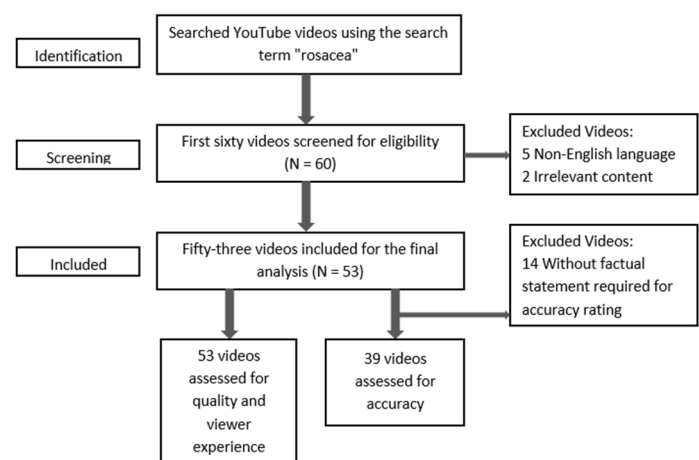 Identification
Searched YouTube videos using the search
term "rosacea"
Screening
First sixty videos screened for eligibility
(N = 60)
Excluded Videos:
5 Non-English language
2 Irrelevant content
Included
Fifty-three videos included for the final
analysis (N = 53)
Excluded Videos:
14 Without factual
statement required for
accuracy rating
53 videos
assessed for
quality and
viewer
experience
39 videos
assessed for
accuracy